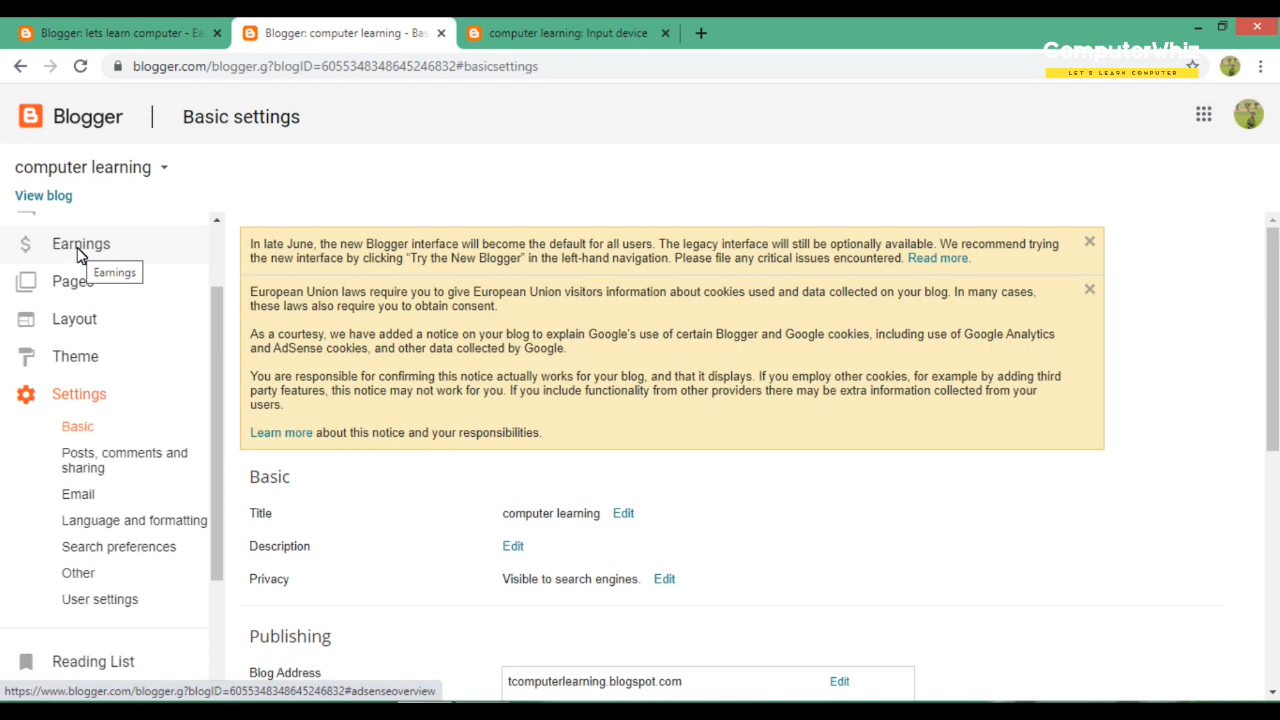 Blogger: lets learn computer - Ea
Blogger: computer learning - Bas
computer learning: Input device
blogger.com/blogger.g?blogID=6055348348645246832#basicsettings
ComputerWhiz
LET'S LEARN COMPUTER
Blogger
Basic settings
computer learning
View blog
Earnings
Earnings
Pages
Layout
Theme
Settings
Basic
Posts, comments and
sharing
Email
Language and formatting
Search preferences
Other
User settings
Reading List
https://www.blogger.com/blogger.g?blogID=6055348348645246832#adsenseoverview
In late June, the new Blogger interface will become the default for all users. The legacy interface will still be optionally available. We recommend trying
the new interface by clicking “Try the New Blogger” in the left-hand navigation. Please file any critical issues encountered. Read more.
European Union laws require you to give European Union visitors information about cookies used and data collected on your blog. In many cases,
these laws also require you to obtain consent.
As a courtesy, we have added a notice on your blog to explain Google's use of certain Blogger and Google cookies, including use of Google Analytics
and AdSense cookies, and other data collected by Google.
You are responsible for confirming this notice actually works for your blog, and that it displays. If you employ other cookies, for example by adding third
party features, this notice may not work for you. If you include functionality from other providers there may be extra information collected from your
users.
Learn more about this notice and your responsibilities.
Basic
Title computer learning Edit
Description Edit
Privacy Visible to search engines. Edit
Publishing
Blog Address
tcomputerlearning.blogspot.com Edit